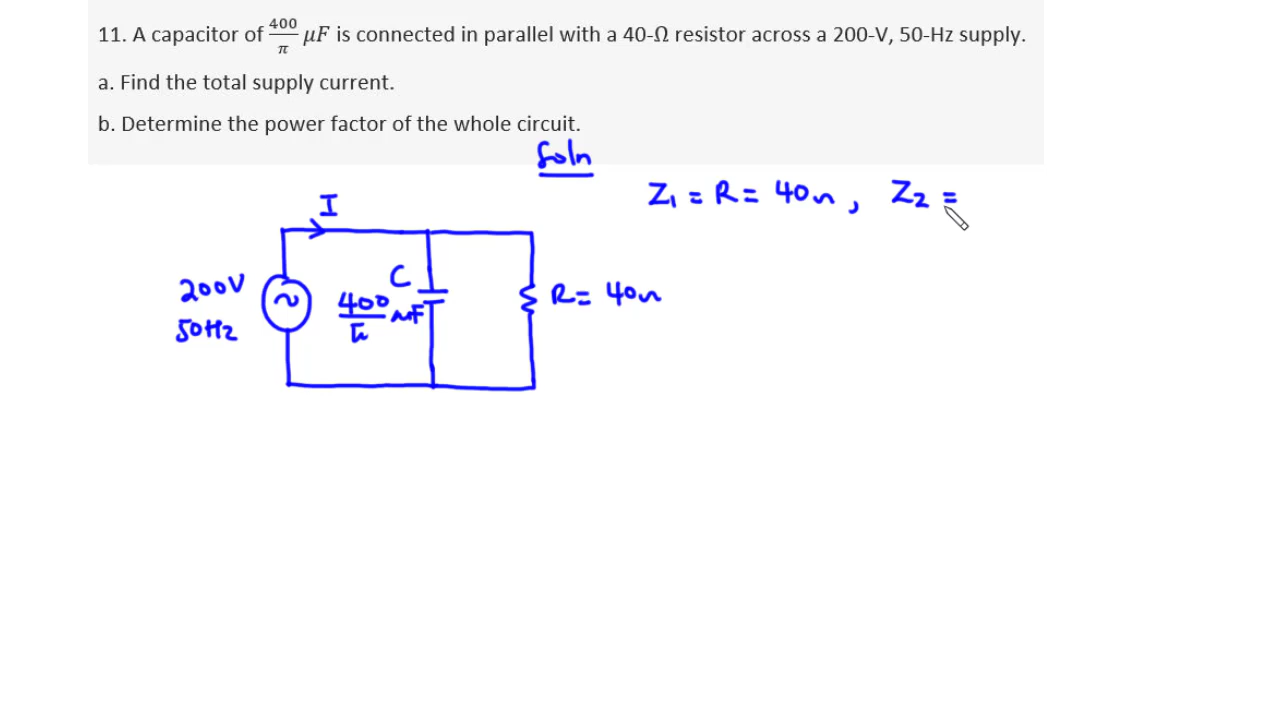 11. A capacitor of 400/π μF is connected in parallel with a 40-Ω resistor across a 200-V, 50-Hz supply.
a. Find the total supply current.
b. Determine the power factor of the whole circuit.
Soln
Z₁ = R = 40Ω, Z₂ =
I
200V
50Hz
C
400/π μF
R = 40Ω